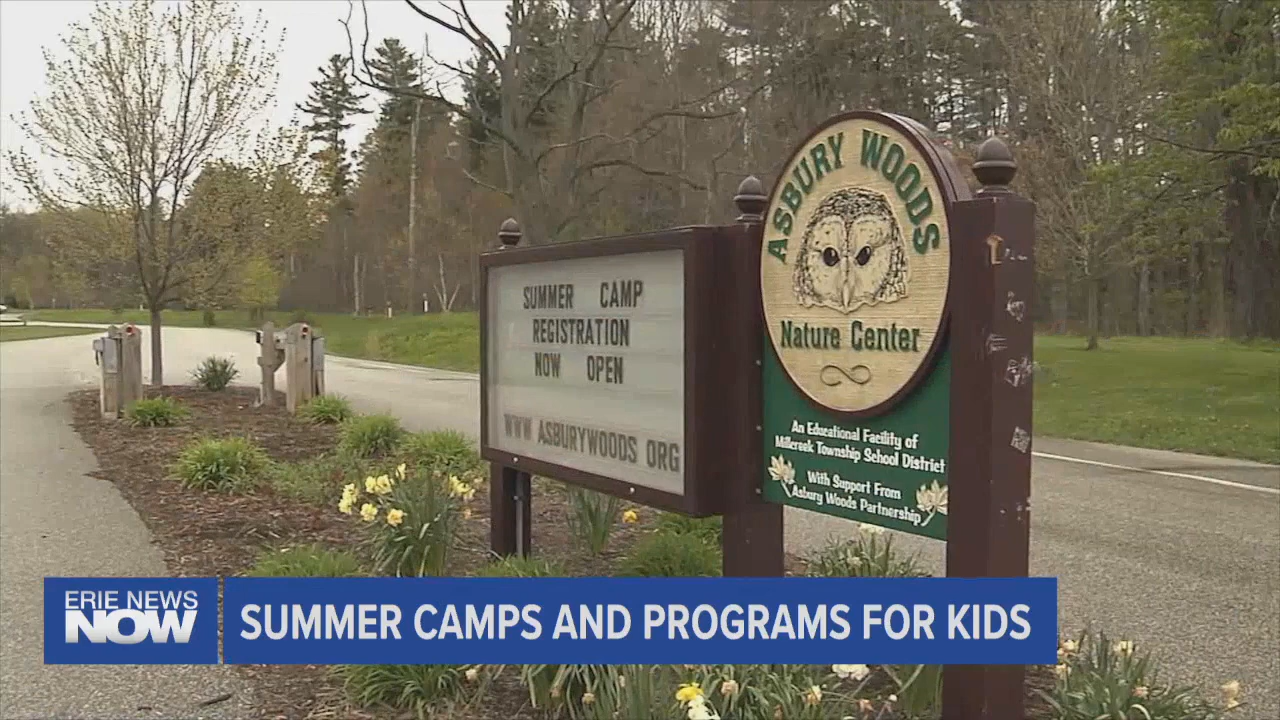 SUMMER CAMP
REGISTRATION
NOW OPEN
WWW ASBURYWOODS ORG
ASBURY WOODS
Nature Center
An Educational Facility of
Millcreek Township School District
With Support From
Asbury Woods Partnership
ERIE NEWS
NOW
SUMMER CAMPS AND PROGRAMS FOR KIDS